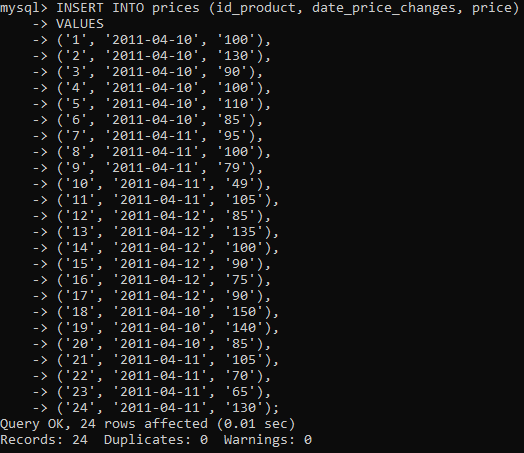 mysql> INSERT INTO prices (id_product, date_price_changes, price)
    -> VALUES
    -> ('1', '2011-04-10', '100'),
    -> ('2', '2011-04-10', '130'),
    -> ('3', '2011-04-10', '90'),
    -> ('4', '2011-04-10', '100'),
    -> ('5', '2011-04-10', '110'),
    -> ('6', '2011-04-10', '85'),
    -> ('7', '2011-04-11', '95'),
    -> ('8', '2011-04-11', '100'),
    -> ('9', '2011-04-11', '79'),
    -> ('10', '2011-04-11', '49'),
    -> ('11', '2011-04-11', '105'),
    -> ('12', '2011-04-12', '85'),
    -> ('13', '2011-04-12', '135'),
    -> ('14', '2011-04-12', '100'),
    -> ('15', '2011-04-12', '90'),
    -> ('16', '2011-04-12', '75'),
    -> ('17', '2011-04-12', '90'),
    -> ('18', '2011-04-10', '150'),
    -> ('19', '2011-04-10', '140'),
    -> ('20', '2011-04-10', '85'),
    -> ('21', '2011-04-11', '105'),
    -> ('22', '2011-04-11', '70'),
    -> ('23', '2011-04-11', '65'),
    -> ('24', '2011-04-11', '130');
Query OK, 24 rows affected (0.01 sec)
Records: 24  Duplicates: 0  Warnings: 0